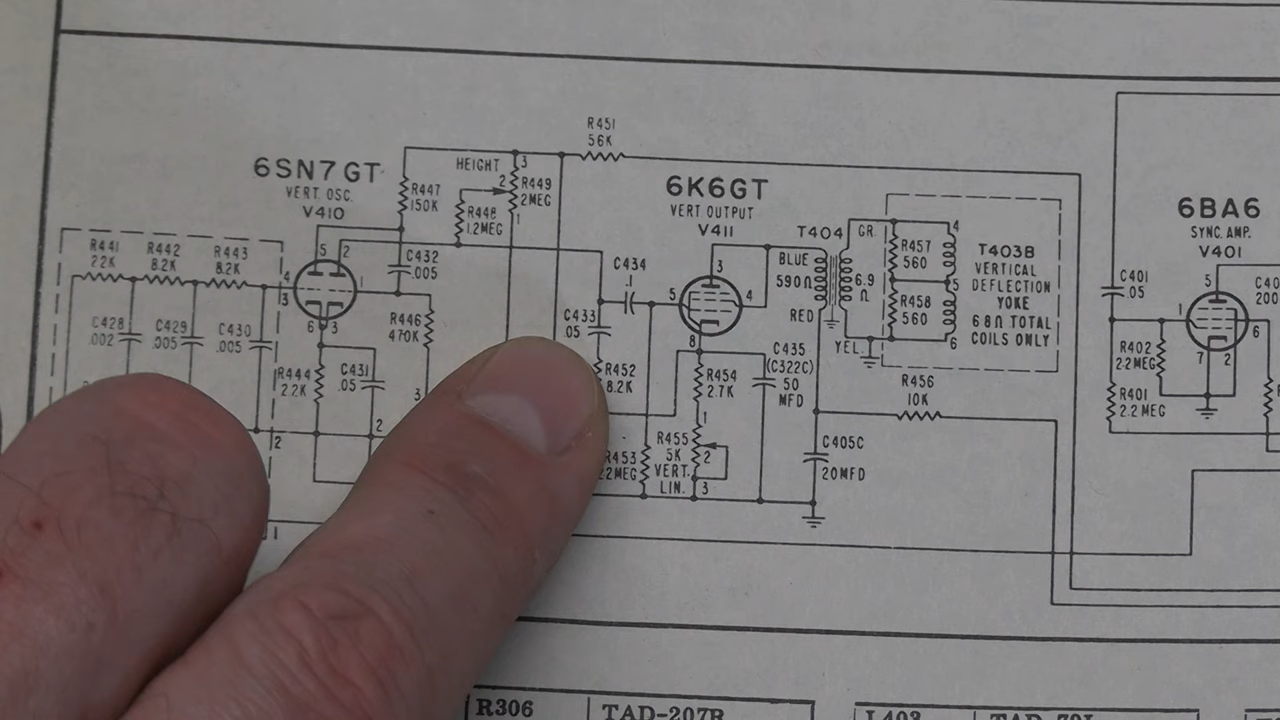 R451
56K
6SN7GT
VERT. OSC.
V410
HEIGHT
3
2
R449
2MEG
1
R447
150K
R448
1.2MEG
5
2
C432
.005
R441
22K
R442
8.2K
R443
8.2K
4
3
1
6
3
C428
.002
C429
.005
C430
.005
R444
2.2K
C431
.05
R446
470K
3
2
2
1
C434
.1
C433
.05
R452
8.2K
R453
2.2MEG
6K6GT
VERT OUTPUT
V411
3
5
4
8
R454
2.7K
1
R455
5K
VERT.
LIN.
2
3
C435
(C322C)
50
MFD
C405C
20MFD
T404
BLUE
590Ω
RED
GR.
6.9
Ω
YEL.
R457
560
R458
560
4
5
6
T403B
VERTICAL
DEFLECTION
YOKE
68Ω TOTAL
COILS ONLY
R456
10K
6BA6
SYNC. AMP.
V401
5
1
6
7
2
C401
.05
R402
2.2MEG
R401
2.2 MEG
200
R306
TAD-207R
L403